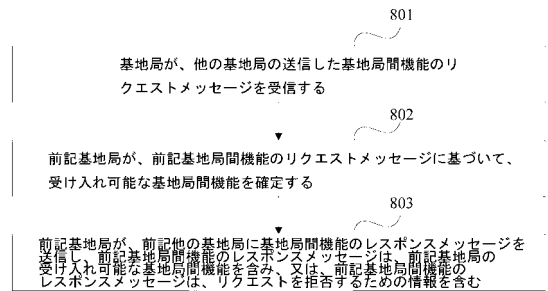 801
基地局が、他の基地局の送信した基地局間機能のリ
クエストメッセージを受信する
802
前記基地局が、前記基地局間機能のリクエストメッセージに基づいて、
受け入れ可能な基地局間機能を確定する
803
前記基地局が、前記他の基地局に基地局間機能のレスポンスメッセージを
送信し、前記基地局間機能のレスポンスメッセージは、前記基地局の
受け入れ可能な基地局間機能を含み、又は、前記基地局間機能の
レスポンスメッセージは、リクエストを拒否するための情報を含む